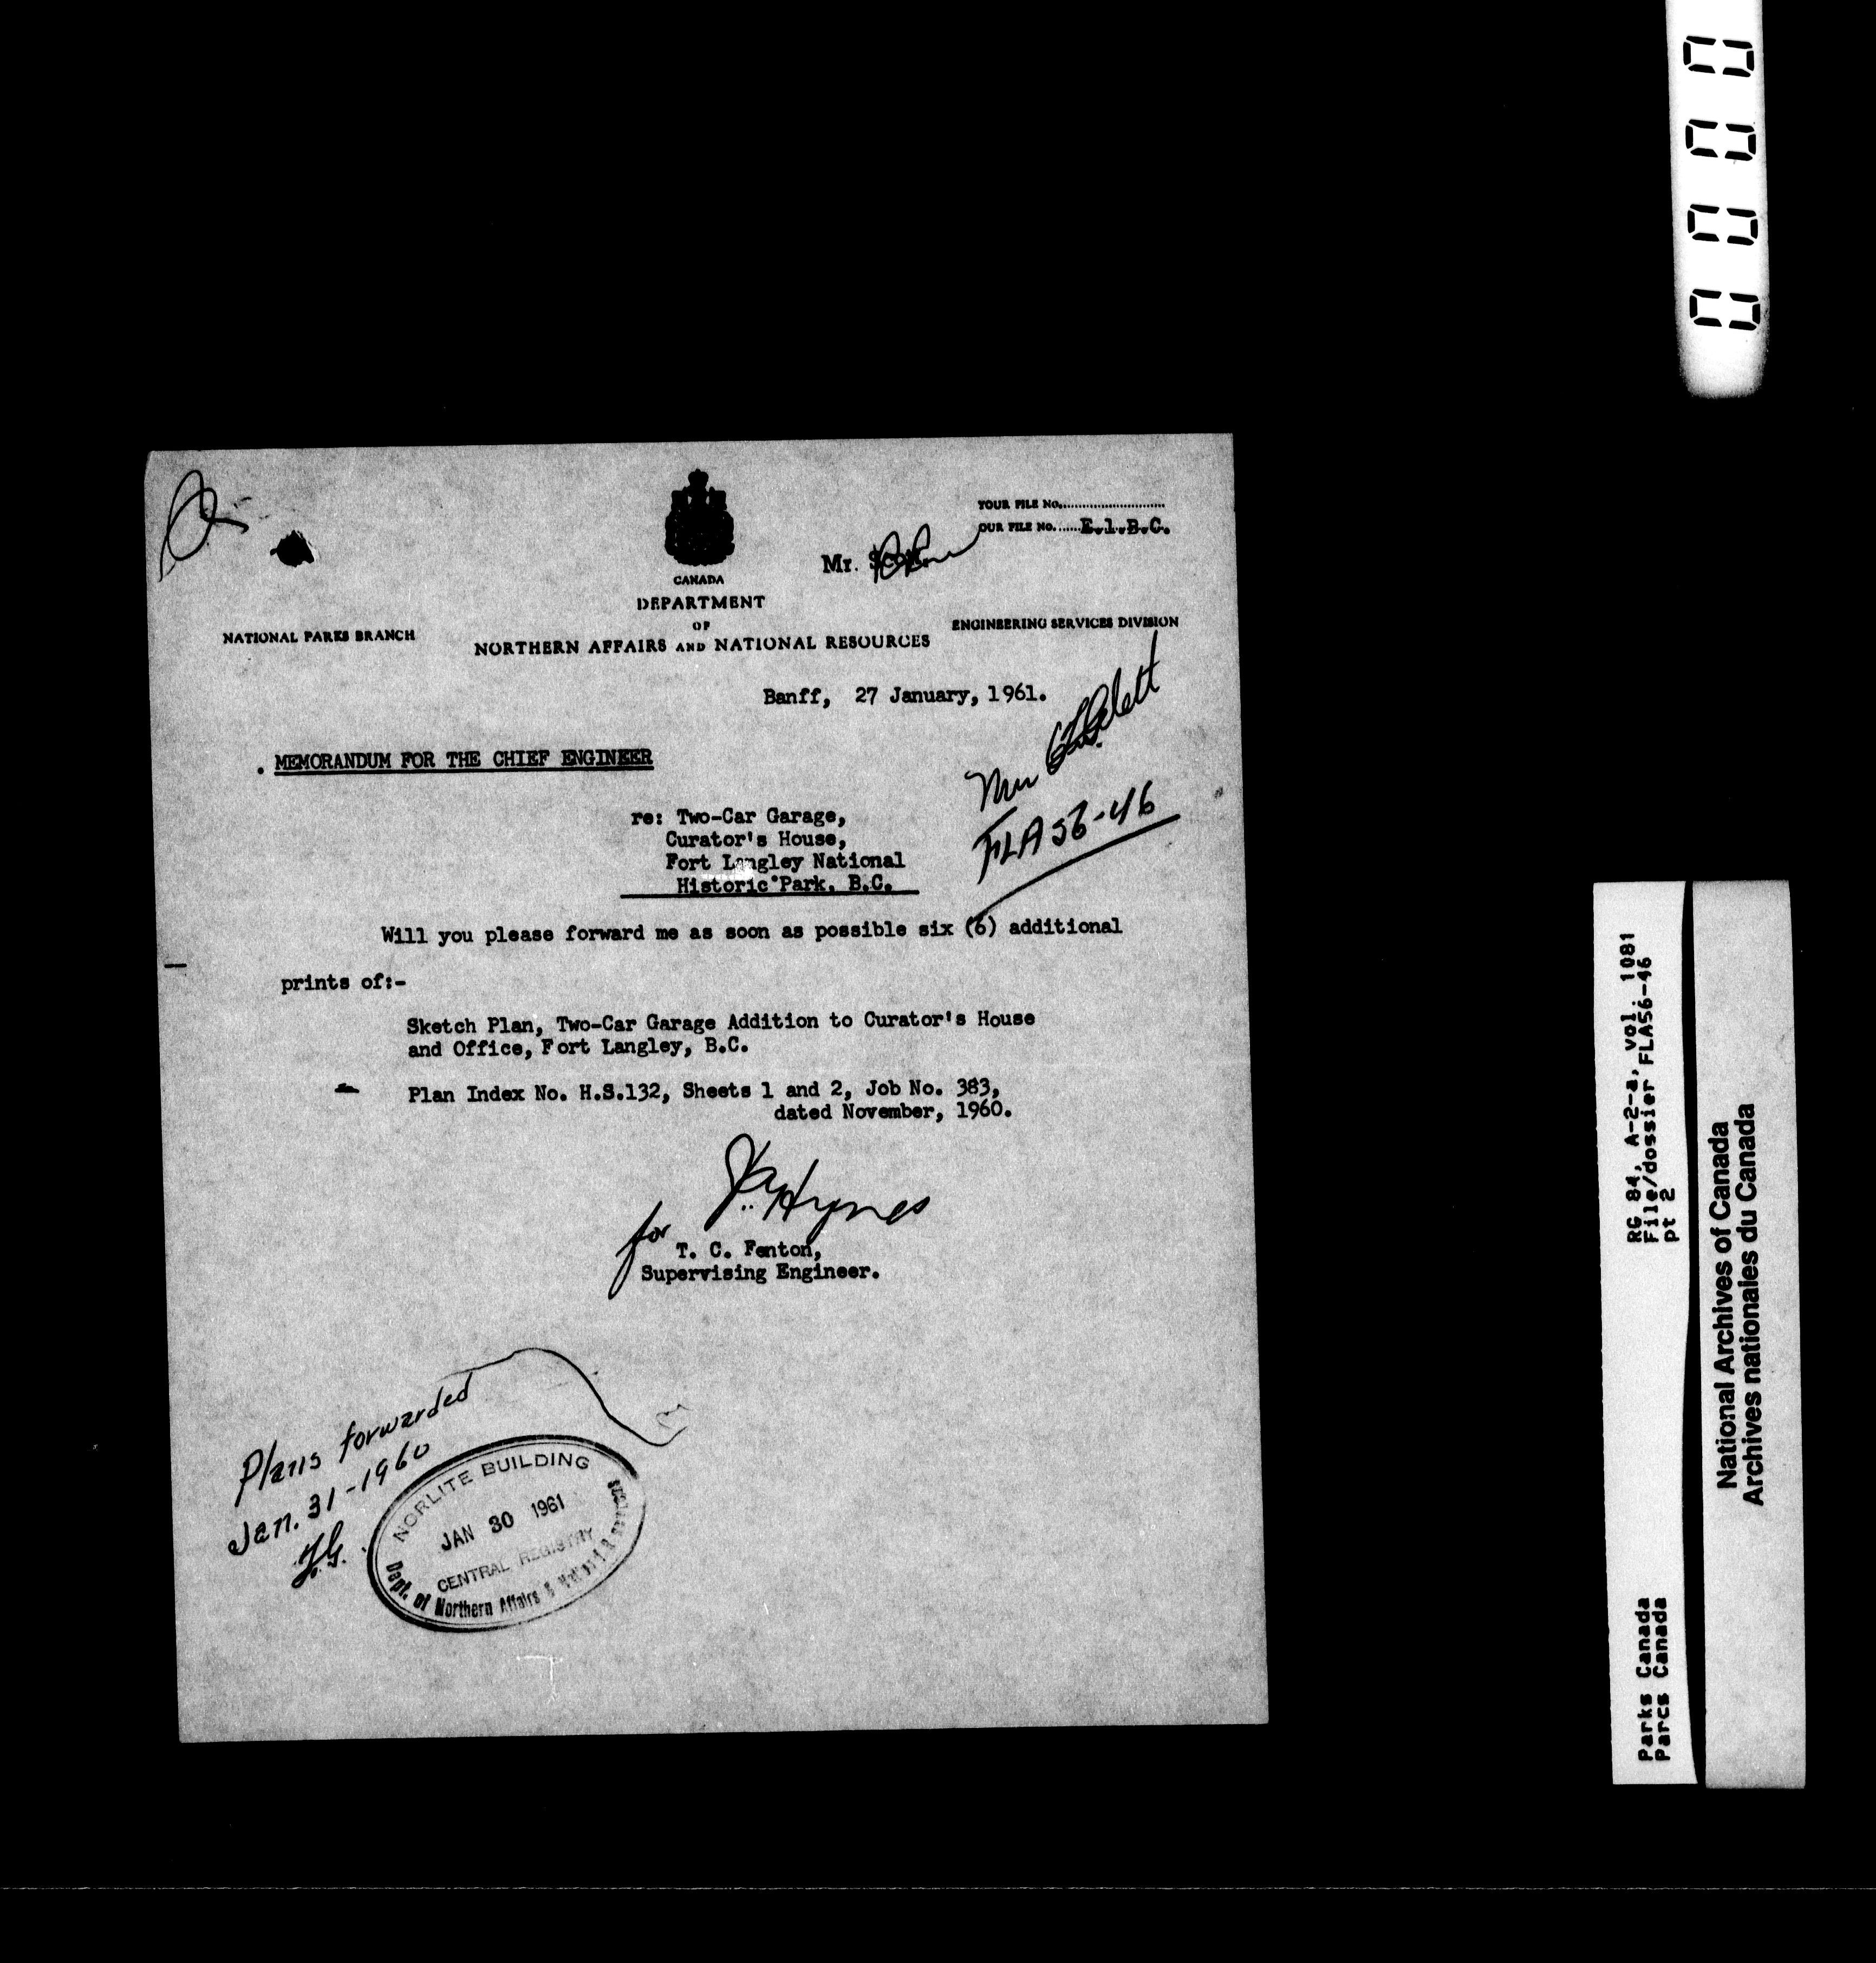 YOUR FILE No.
OUR FILE No. E.1.B.C.
Mr.
CANADA
DEPARTMENT
OF
NORTHERN AFFAIRS AND NATIONAL RESOURCES
NATIONAL PARKS BRANCH
ENGINEERING SERVICES DIVISION
Banff, 27 January, 1961.
MEMORANDUM FOR THE CHIEF ENGINEER
FLA56-46
re: Two-Car Garage,
Curator's House,
Fort Langley National
Historic Park, B.C.
Will you please forward me as soon as possible six (6) additional
prints of:-
Sketch Plan, Two-Car Garage Addition to Curator's House
and Office, Fort Langley, B.C.
Plan Index No. H.S.132, Sheets 1 and 2, Job No. 383,
dated November, 1960.
Hynes
for
T. C. Fenton,
Supervising Engineer.
Plans forwarded
Jan. 31-1960
NORLITE BUILDING
JAN 30 1961
CENTRAL REGISTRY
Dept. of Northern Affairs & National Resources
0000
RG 84, A-2-a, vol. 1081
File/dossier FLA56-46
pt 2
Parks Canada
Parcs Canada
National Archives of Canada
Archives nationales du Canada